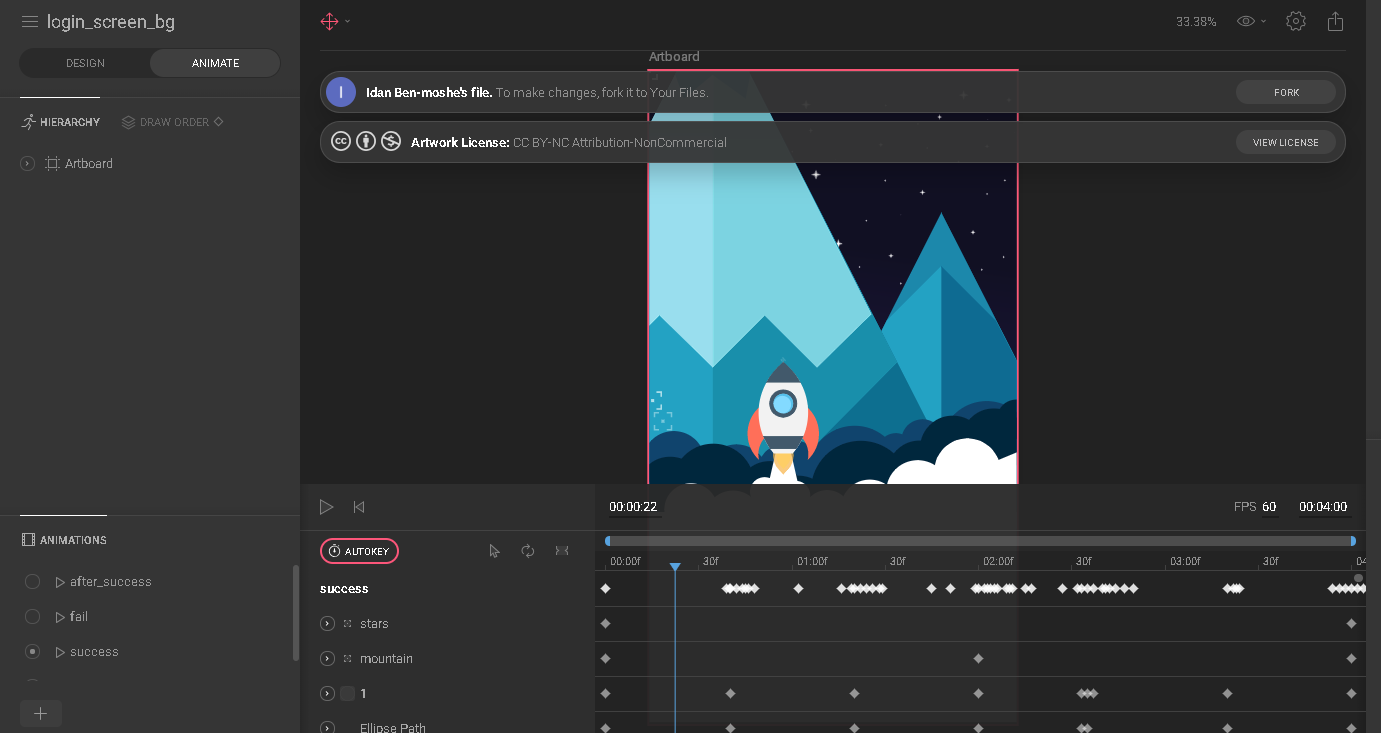 login_screen_bg
33.38%
DESIGN
ANIMATE
Artboard
I
Idan Ben-moshe's file. To make changes, fork it to Your Files.
FORK
HIERARCHY
DRAW ORDER
CC
Artwork License: CC BY-NC Attribution-NonCommercial
VIEW LICENSE
Artboard
00:00:22
FPS 60
00:04:00
ANIMATIONS
AUTOKEY
00:00f
30f
01:00f
30f
02:00f
30f
03:00f
30f
04
after_success
success
fail
stars
success
mountain
1
Ellipse Path